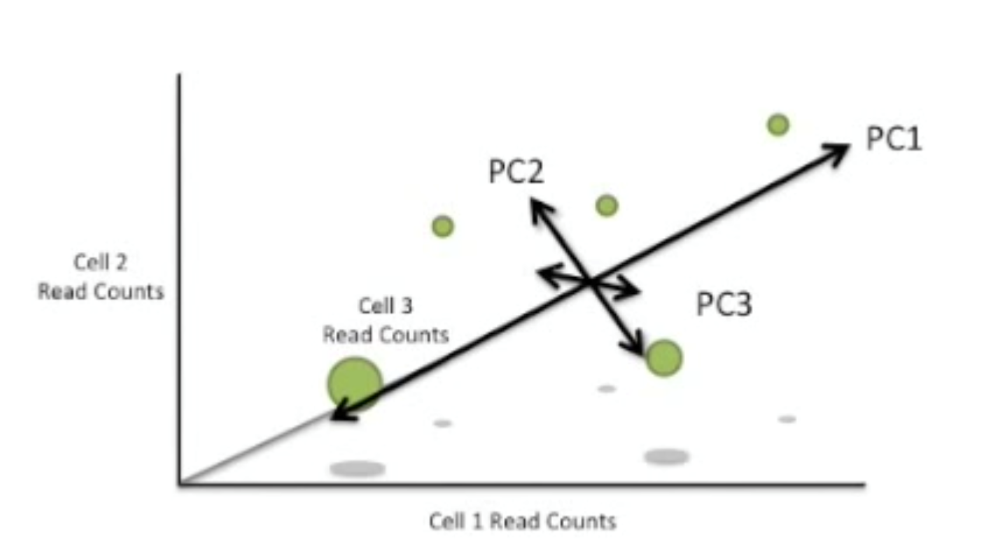 PC1
PC2
Cell 2
Read Counts
Cell 3
Read Counts
PC3
Cell 1 Read Counts